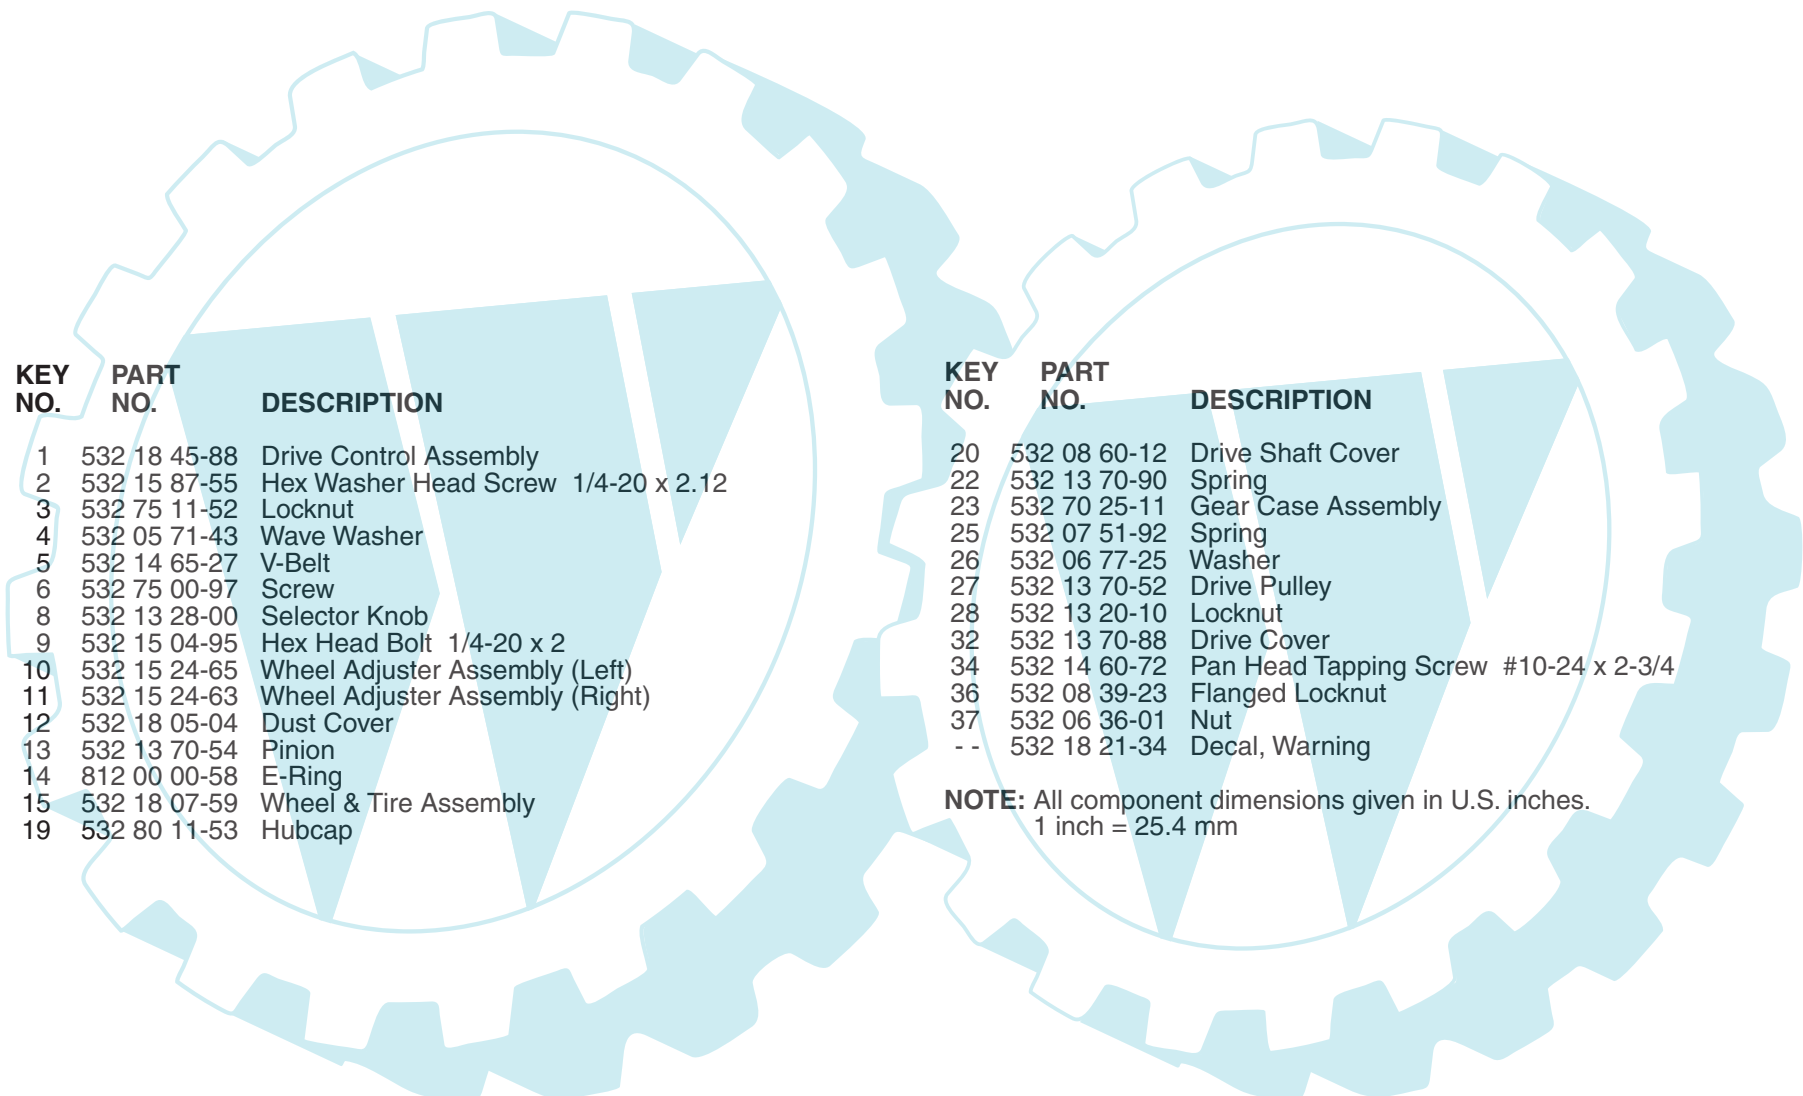 KEY PART
NO. NO. DESCRIPTION
1 532 18 45-88 Drive Control Assembly
2 532 15 87-55 Hex Washer Head Screw 1/4-20 x 2.12
3 532 75 11-52 Locknut
4 532 05 71-43 Wave Washer
5 532 14 65-27 V-Belt
6 532 75 00-97 Screw
8 532 13 28-00 Selector Knob
9 532 15 04-95 Hex Head Bolt 1/4-20 x 2
10 532 15 24-65 Wheel Adjuster Assembly (Left)
11 532 15 24-63 Wheel Adjuster Assembly (Right)
12 532 18 05-04 Dust Cover
13 532 13 70-54 Pinion
14 812 00 00-58 E-Ring
15 532 18 07-59 Wheel & Tire Assembly
19 532 80 11-53 Hubcap
KEY PART
NO. NO. DESCRIPTION
20 532 08 60-12 Drive Shaft Cover
22 532 13 70-90 Spring
23 532 70 25-11 Gear Case Assembly
25 532 07 51-92 Spring
26 532 06 77-25 Washer
27 532 13 70-52 Drive Pulley
28 532 13 20-10 Locknut
32 532 13 70-88 Drive Cover
34 532 14 60-72 Pan Head Tapping Screw #10-24 x 2-3/4
36 532 08 39-23 Flanged Locknut
37 532 06 36-01 Nut
- - 532 18 21-34 Decal, Warning
NOTE: All component dimensions given in U.S. inches.
1 inch = 25.4 mm